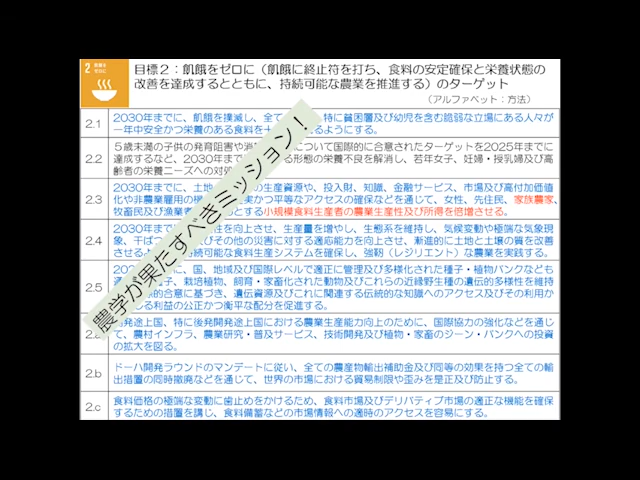 2 飢餓を
ゼロに
目標2：飢餓をゼロに（飢餓に終止符を打ち、食料の安定確保と栄養状態の
改善を達成するとともに、持続可能な農業を推進する）のターゲット
（アルファベット：方法）
農学が果たすべきミッション！
2.1 2030年までに、飢餓を撲滅し、全て 特に貧困層及び幼児を含む脆弱な立場にある人々が
一年中安全かつ栄養のある食料を十 えるようにする。
2.2 5歳未満の子供の発育阻害や消 について国際的に合意されたターゲットを2025年までに
達成するなど、2030年ま る形態の栄養不良を解消し、若年女子、妊婦・授乳婦及び高
齢者の栄養ニーズへの対処
2.3 2030年までに、土地 の生産資源や、投入財、知識、金融サービス、市場及び高付加価値
化や非農業雇用の機 実かつ平等なアクセスの確保などを通じて、女性、先住民、家族農家、
牧畜民及び漁業者 とする小規模食料生産者の農業生産性及び所得を倍増させる。
2.4 2030年まで 性を向上させ、生産量を増やし、生態系を維持し、気候変動や極端な気象現
象、干ば 及びその他の災害に対する適応能力を向上させ、漸進的に土地と土壌の質を改善
させる 持続可能な食料生産システムを確保し、強靭（レジリエント）な農業を実践する。
2.5 202 に、国、地域及び国際レベルで適正に管理及び多様化された種子・植物バンクなども
通 子、栽培植物、飼育・家畜化された動物及びこれらの近縁野生種の遺伝的多様性を維持
的合意に基づき、遺伝資源及びこれに関連する伝統的な知識へのアクセス及びその利用か
る利益の公正かつ衡平な配分を促進する。
発途上国、特に後発開発途上国における農業生産能力向上のために、国際協力の強化などを通じ
て、農村インフラ、農業研究・普及サービス、技術開発及び植物・家畜のジーン・バンクへの投資
の拡大を図る。
2.b ドーハ開発ラウンドのマンデートに従い、全ての農産物輸出補助金及び同等の効果を持つ全ての輸
出措置の同時撤廃などを通じて、世界の市場における貿易制限や歪みを是正及び防止する。
2.c 食料価格の極端な変動に歯止めをかけるため、食料市場及びデリバティブ市場の適正な機能を確保
するための措置を講じ、食料備蓄などの市場情報への適時のアクセスを容易にする。